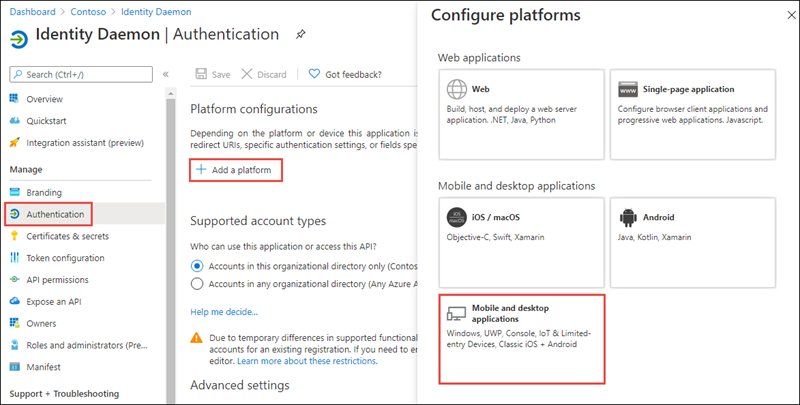 Dashboard > Contoso > Identity Daemon
Identity Daemon | Authentication
Search (Ctrl+/)
«
Overview
Quickstart
Integration assistant (preview)
Manage
Branding
Authentication
Certificates & secrets
Token configuration
API permissions
Expose an API
Owners
Roles and administrators (Pre...
Manifest
Support + Troubleshooting
Save
Discard
Got feedback?
Platform configurations
Depending on the platform or device this application is
redirect URIs, specific authentication settings, or fields spe
+ Add a platform
Supported account types
Who can use this application or access this API?
Accounts in this organizational directory only (Contos
Accounts in any organizational directory (Any Azure A
Help me decide...
Due to temporary differences in supported functional
accounts for an existing registration. If you need to en
editor. Learn more about these restrictions.
Advanced settings
Configure platforms
Web applications
Web
Build, host, and deploy a web server
application. .NET, Java, Python
WWW
Single-page application
Configure browser client applications and
progressive web applications. Javascript.
Mobile and desktop applications
iOS
macOS
iOS / macOS
Objective-C, Swift, Xamarin
Android
Java, Kotlin, Xamarin
Mobile and desktop
applications
Windows, UWP, Console, IoT & Limited-
entry Devices, Classic iOS + Android